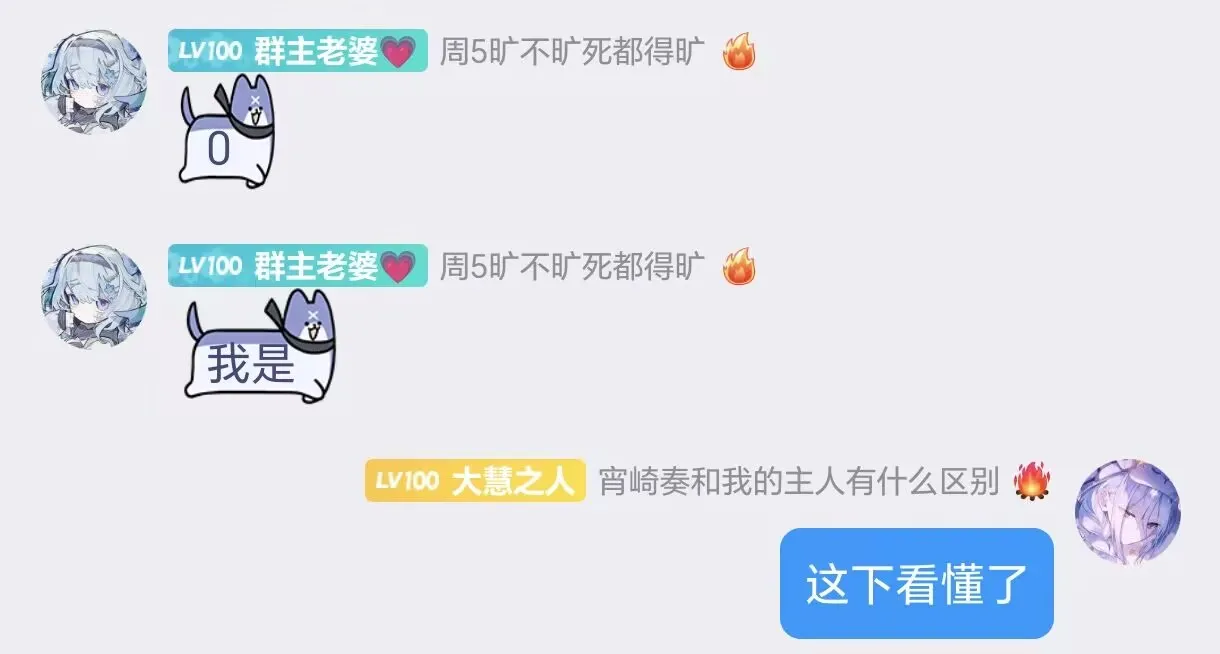 LV100 群主老婆💗 周5旷不旷死都得旷 🔥
0
LV100 群主老婆💗 周5旷不旷死都得旷 🔥
我是
LV100 大慧之人 宵崎奏和我的主人有什么区别
这下看懂了